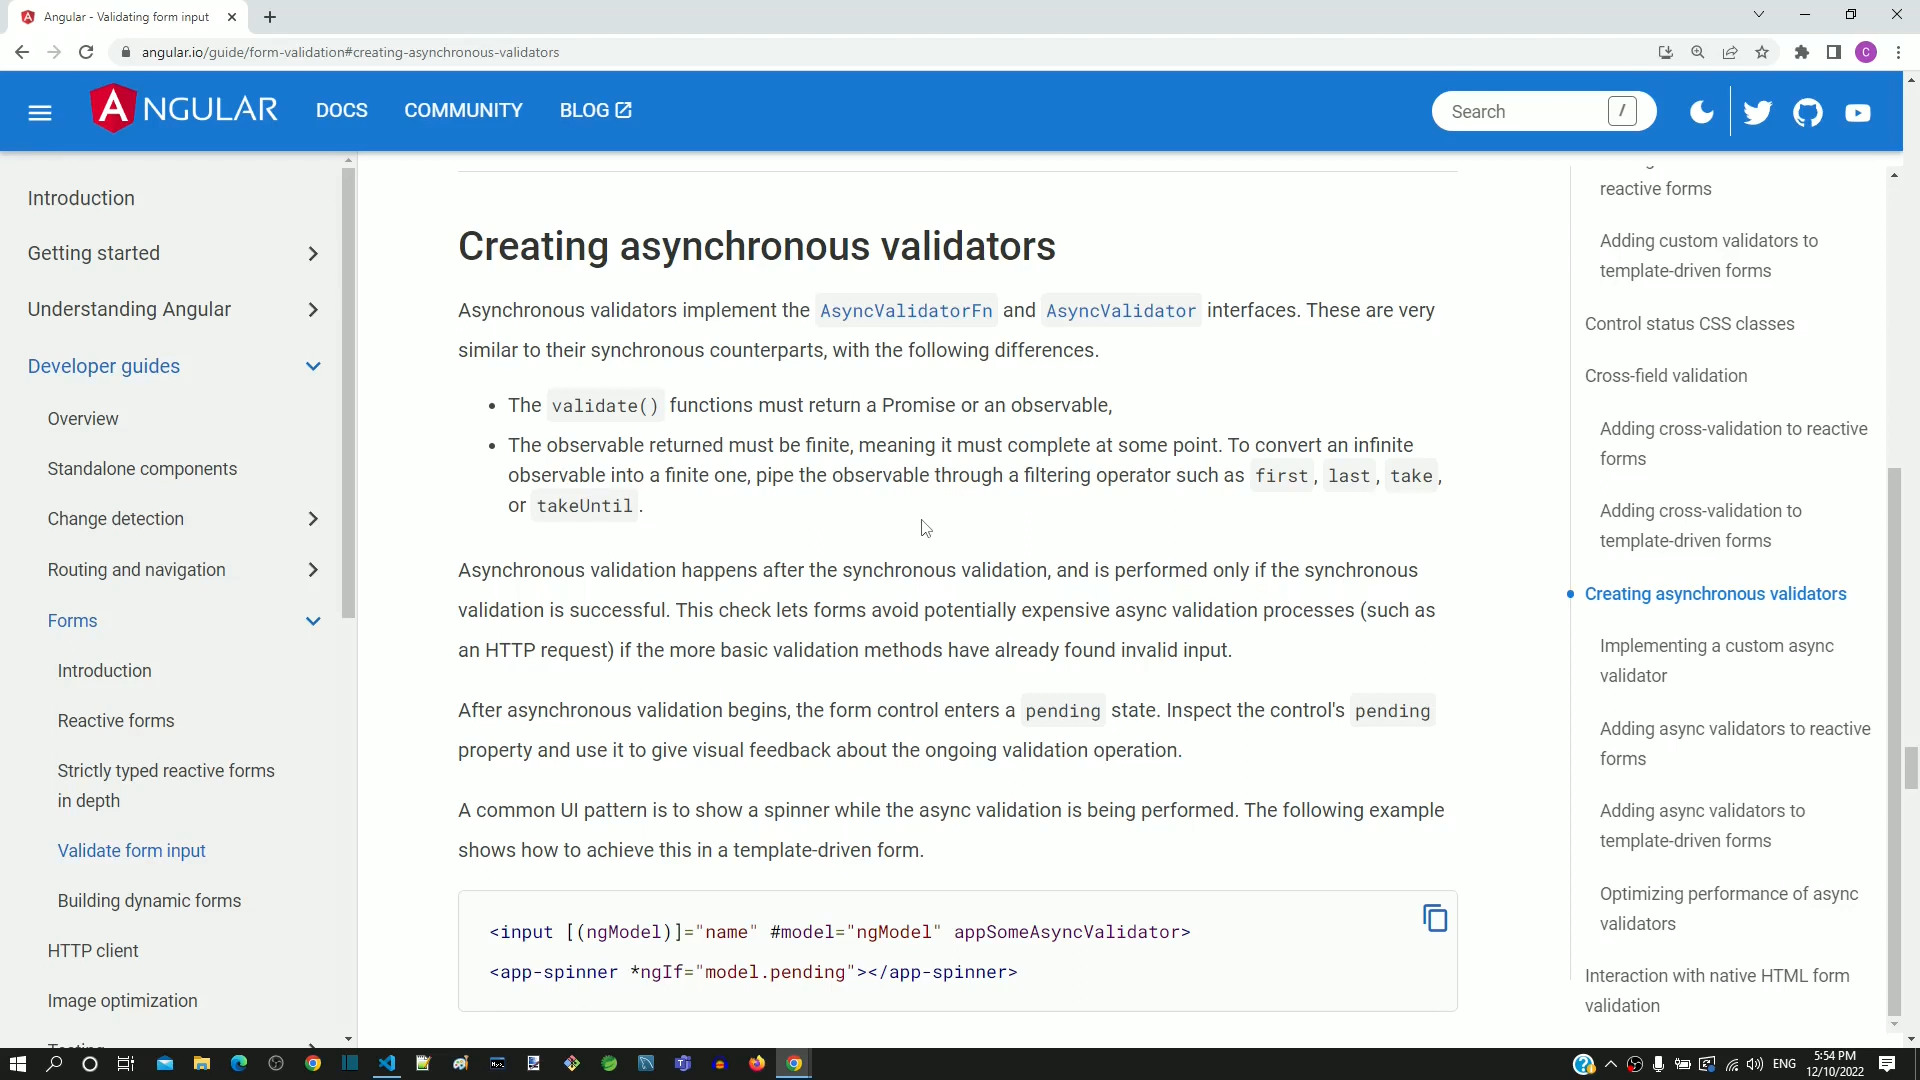 Angular - Validating form input
angular.io/guide/form-validation#creating-asynchronous-validators
C
ANGULAR
DOCS
COMMUNITY
BLOG
Search
/
Introduction
Getting started
Understanding Angular
Developer guides
Overview
Standalone components
Change detection
Routing and navigation
Forms
Introduction
Reactive forms
Strictly typed reactive forms
in depth
Validate form input
Building dynamic forms
HTTP client
Image optimization
Creating asynchronous validators
Asynchronous validators implement the AsyncValidatorFn and AsyncValidator interfaces. These are very
similar to their synchronous counterparts, with the following differences.
• The validate() functions must return a Promise or an observable,
• The observable returned must be finite, meaning it must complete at some point. To convert an infinite
observable into a finite one, pipe the observable through a filtering operator such as first, last, take,
or takeUntil.
Asynchronous validation happens after the synchronous validation, and is performed only if the synchronous
validation is successful. This check lets forms avoid potentially expensive async validation processes (such as
an HTTP request) if the more basic validation methods have already found invalid input.
After asynchronous validation begins, the form control enters a pending state. Inspect the control's pending
property and use it to give visual feedback about the ongoing validation operation.
A common UI pattern is to show a spinner while the async validation is being performed. The following example
shows how to achieve this in a template-driven form.
<input [(ngModel)]="name" #model="ngModel" appSomeAsyncValidator>
<app-spinner *ngIf="model.pending"></app-spinner>
reactive forms
Adding custom validators to
template-driven forms
Control status CSS classes
Cross-field validation
Adding cross-validation to reactive
forms
Adding cross-validation to
template-driven forms
Creating asynchronous validators
Implementing a custom async
validator
Adding async validators to reactive
forms
Adding async validators to
template-driven forms
Optimizing performance of async
validators
Interaction with native HTML form
validation
ENG
5:54 PM
12/10/2022